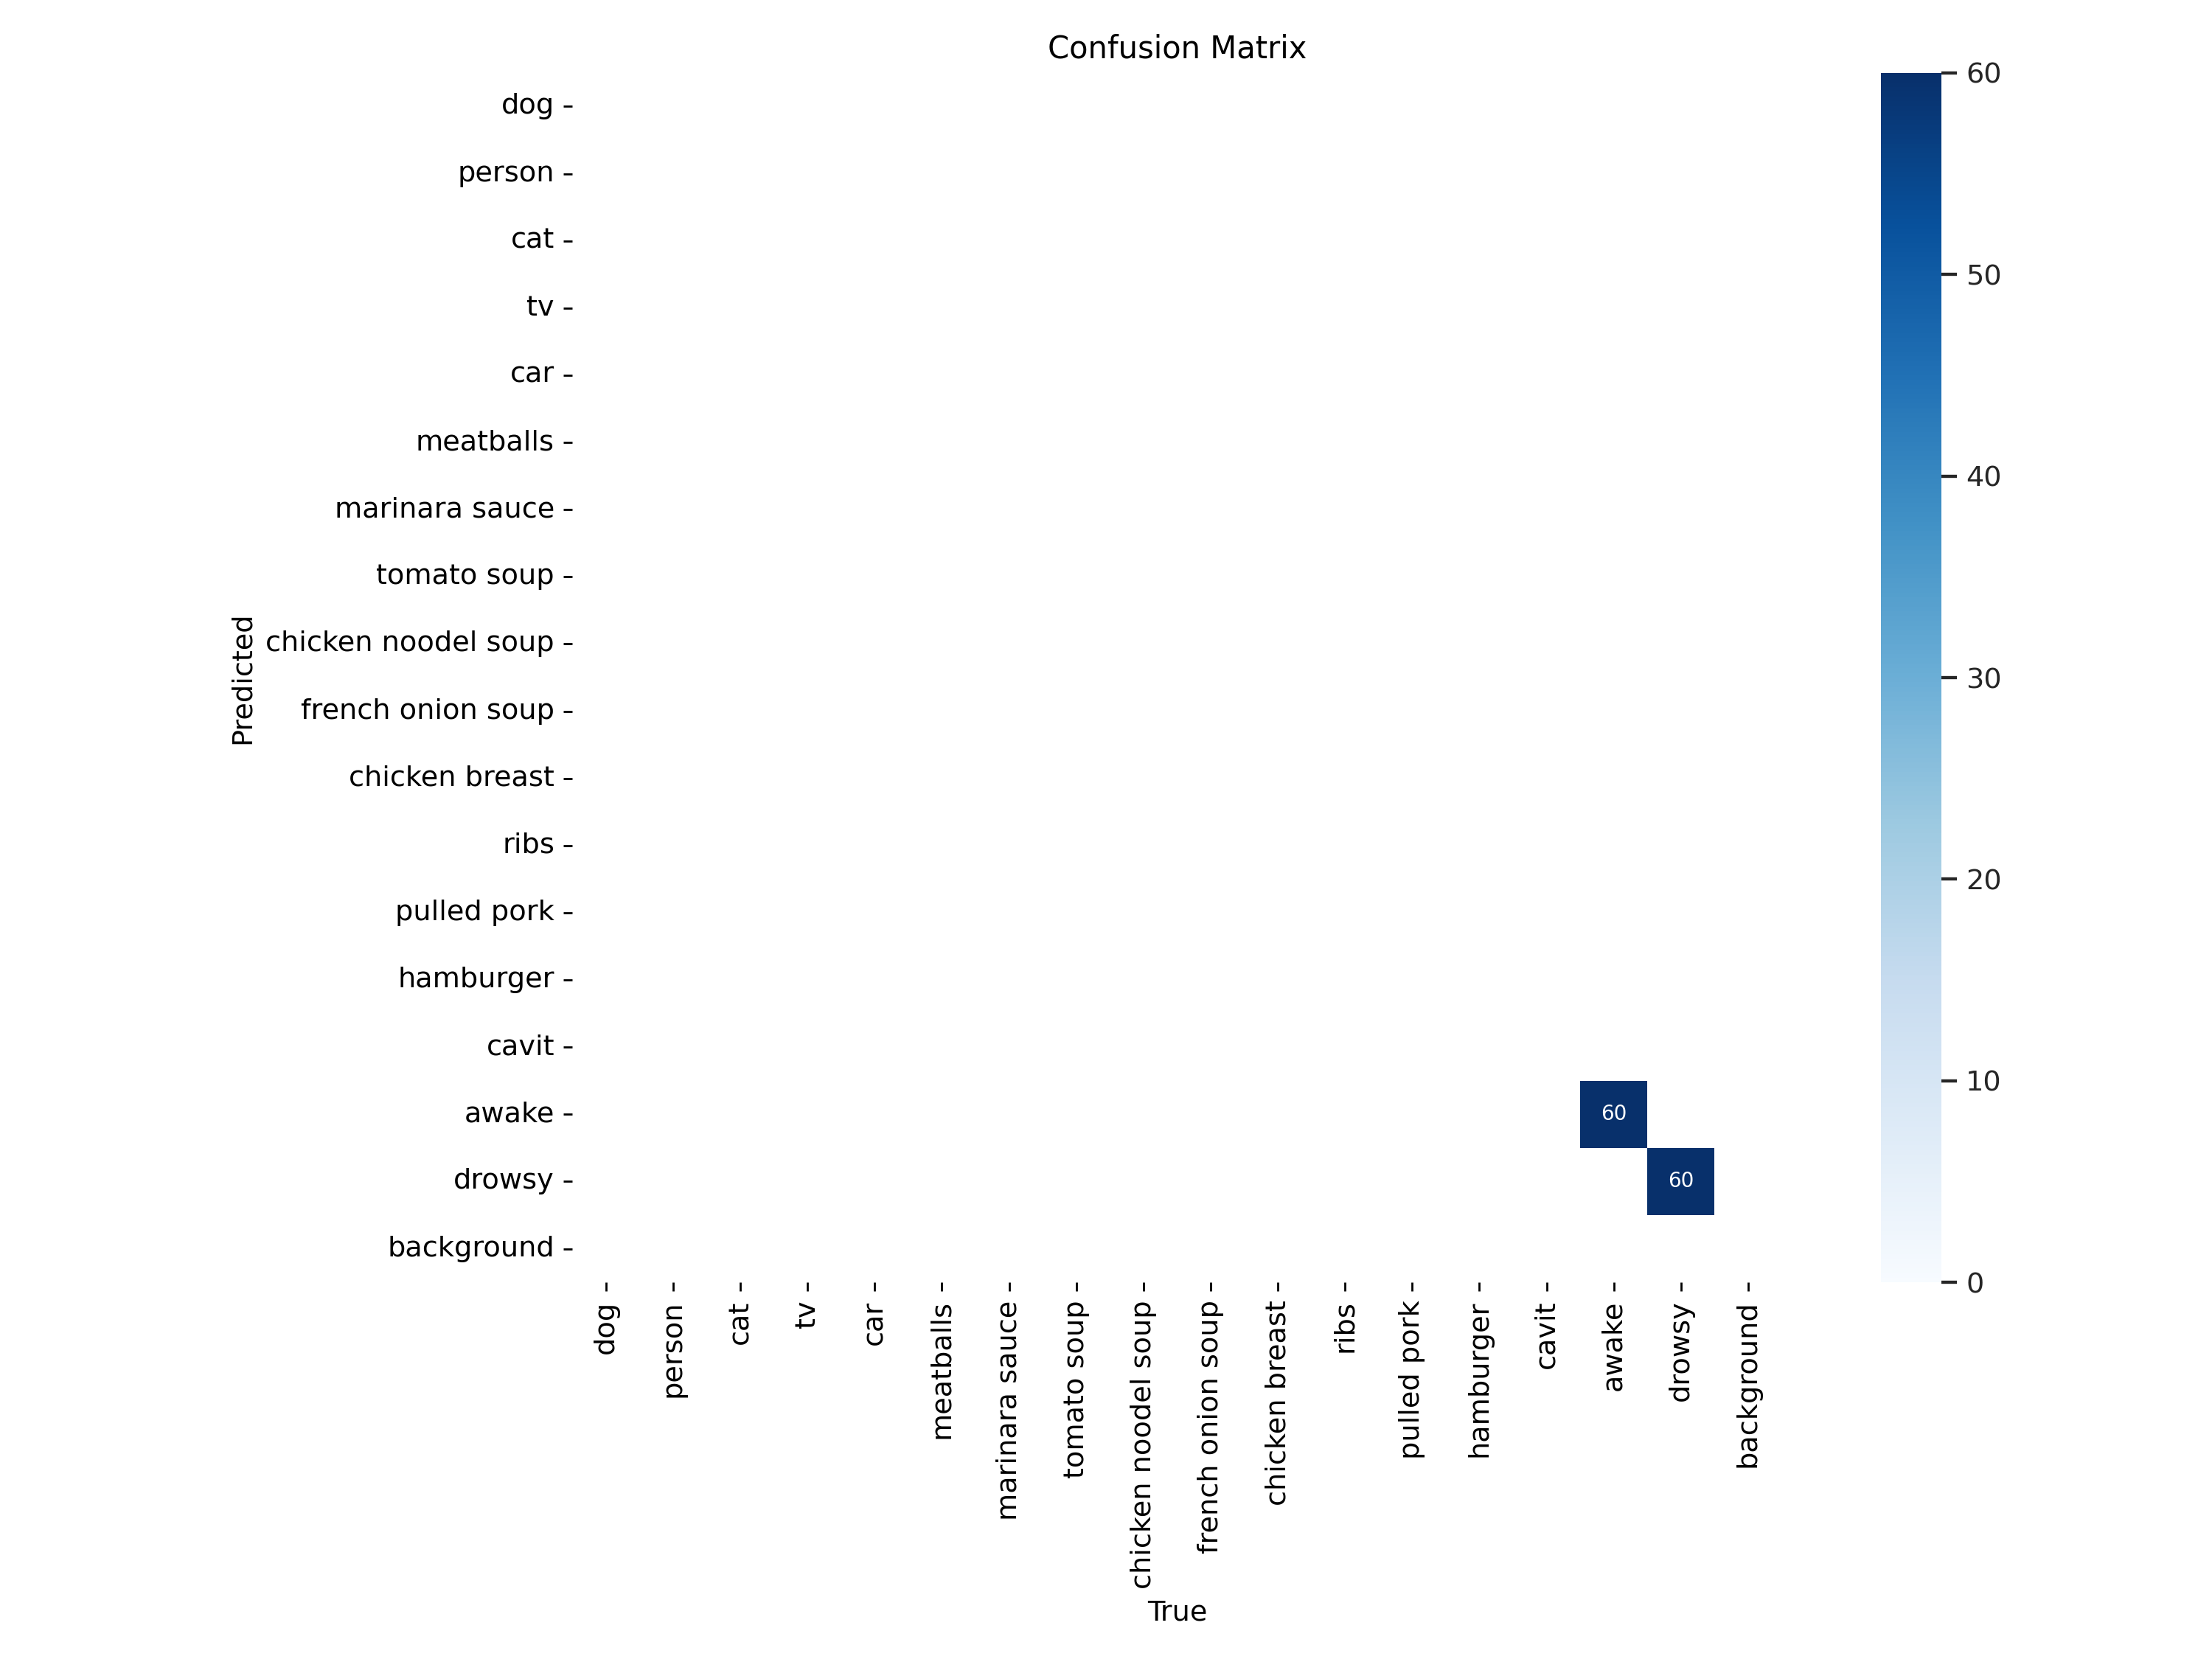 Confusion Matrix
dog
person
cat
tv
car
meatballs
marinara sauce
tomato soup
chicken noodel soup
french onion soup
chicken breast
ribs
pulled pork
hamburger
cavit
awake
drowsy
background
Predicted
60
60
dog
person
cat
tv
car
meatballs
marinara sauce
tomato soup
chicken noodel soup
french onion soup
chicken breast
ribs
pulled pork
hamburger
cavit
awake
drowsy
background
True
60
50
40
30
20
10
0